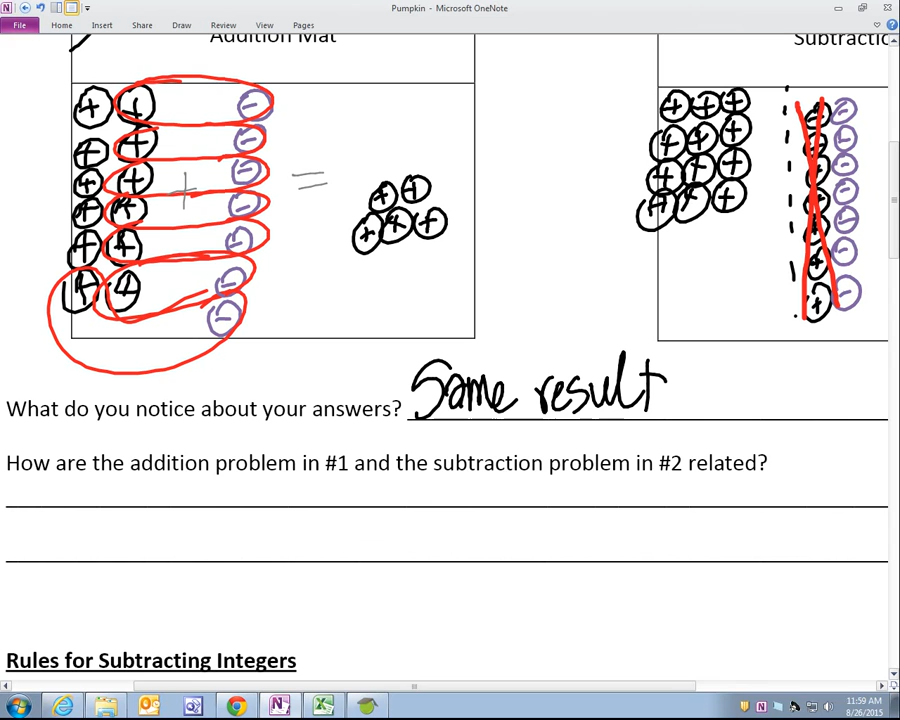 Pumpkin - Microsoft OneNote
File Home Insert Share Draw Review View Pages
Addition Mat
+ =
What do you notice about your answers? Same result
How are the addition problem in #1 and the subtraction problem in #2 related?
Rules for Subtracting Integers
11:59 AM
8/26/2015